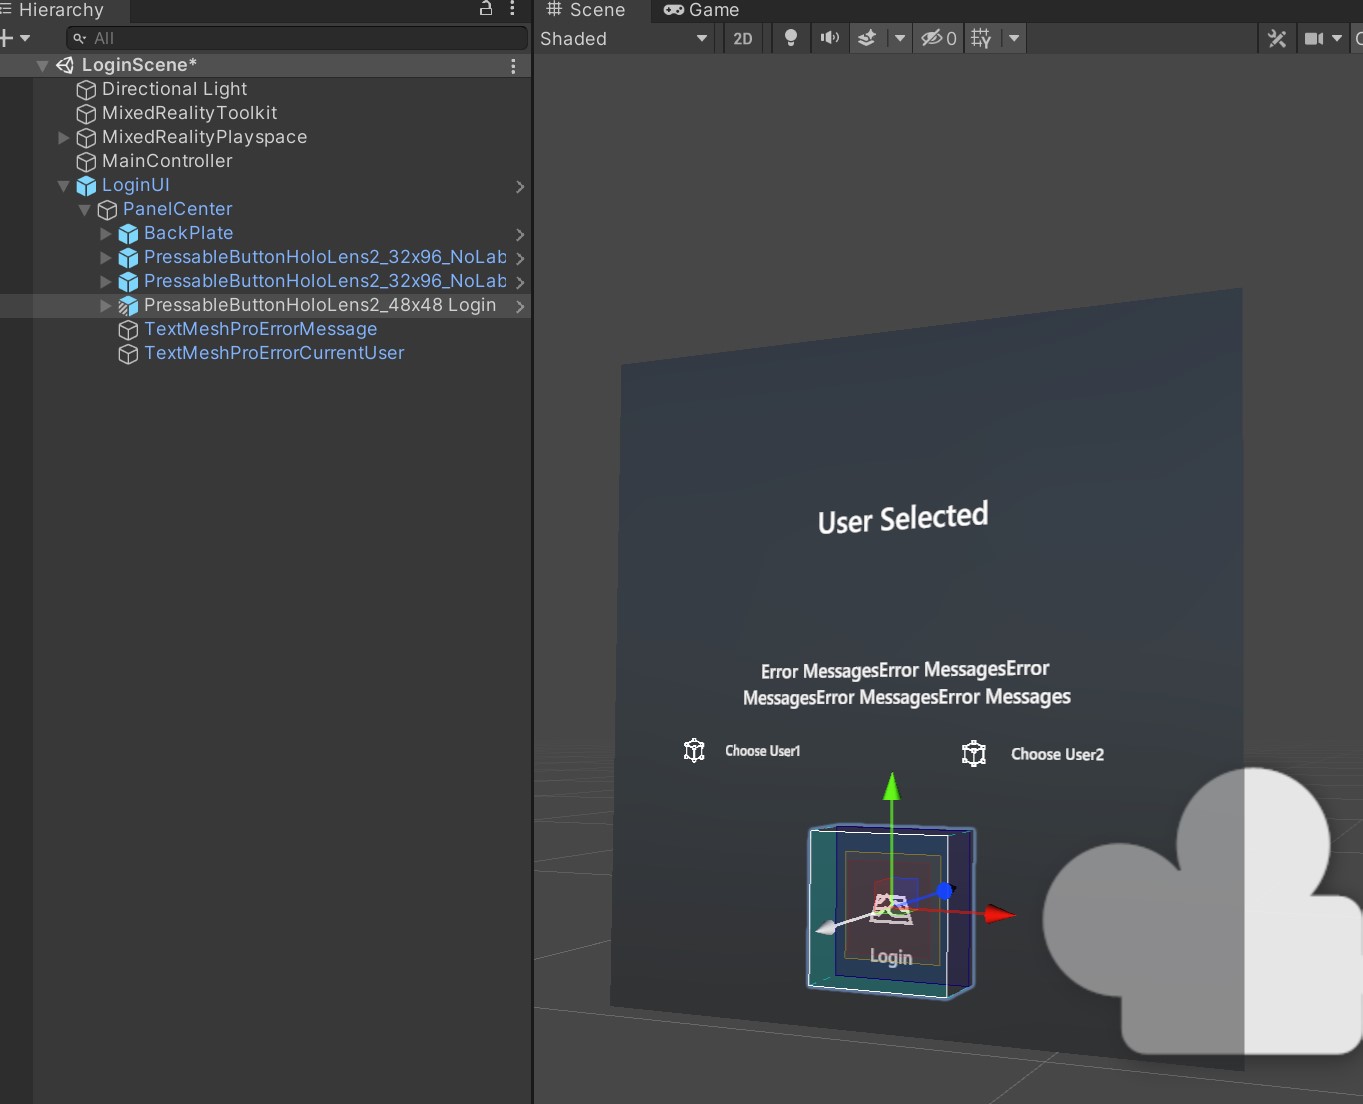 Hierarchy
All
LoginScene*
Directional Light
MixedRealityToolkit
MixedRealityPlayspace
MainController
LoginUI
PanelCenter
BackPlate
PressableButtonHoloLens2_32x96_NoLab
PressableButtonHoloLens2_32x96_NoLab
PressableButtonHoloLens2_48x48 Login
TextMeshProErrorMessage
TextMeshProErrorCurrentUser
Scene
Game
Shaded
2D
0
User Selected
Error MessagesError MessagesError
MessagesError MessagesError Messages
Choose User1
Choose User2
Login